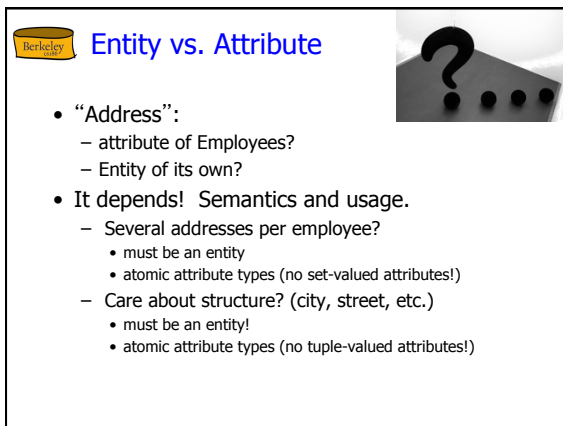 Berkeley
cs186
Entity vs. Attribute
• “Address”:
– attribute of Employees?
– Entity of its own?
• It depends! Semantics and usage.
– Several addresses per employee?
• must be an entity
• atomic attribute types (no set-valued attributes!)
– Care about structure? (city, street, etc.)
• must be an entity!
• atomic attribute types (no tuple-valued attributes!)